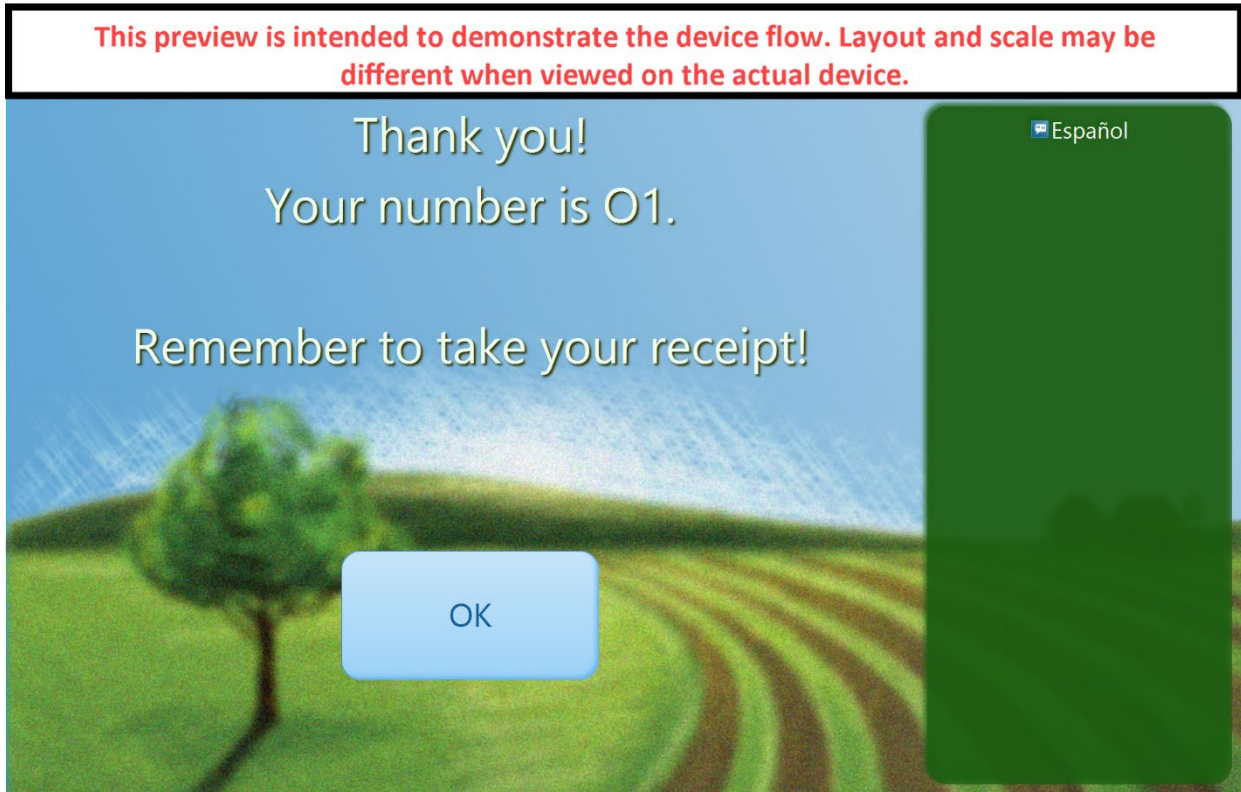 This preview is intended to demonstrate the device flow. Layout and scale may be
different when viewed on the actual device.
Thank you!
Your number is O1.
Remember to take your receipt!
OK
Español